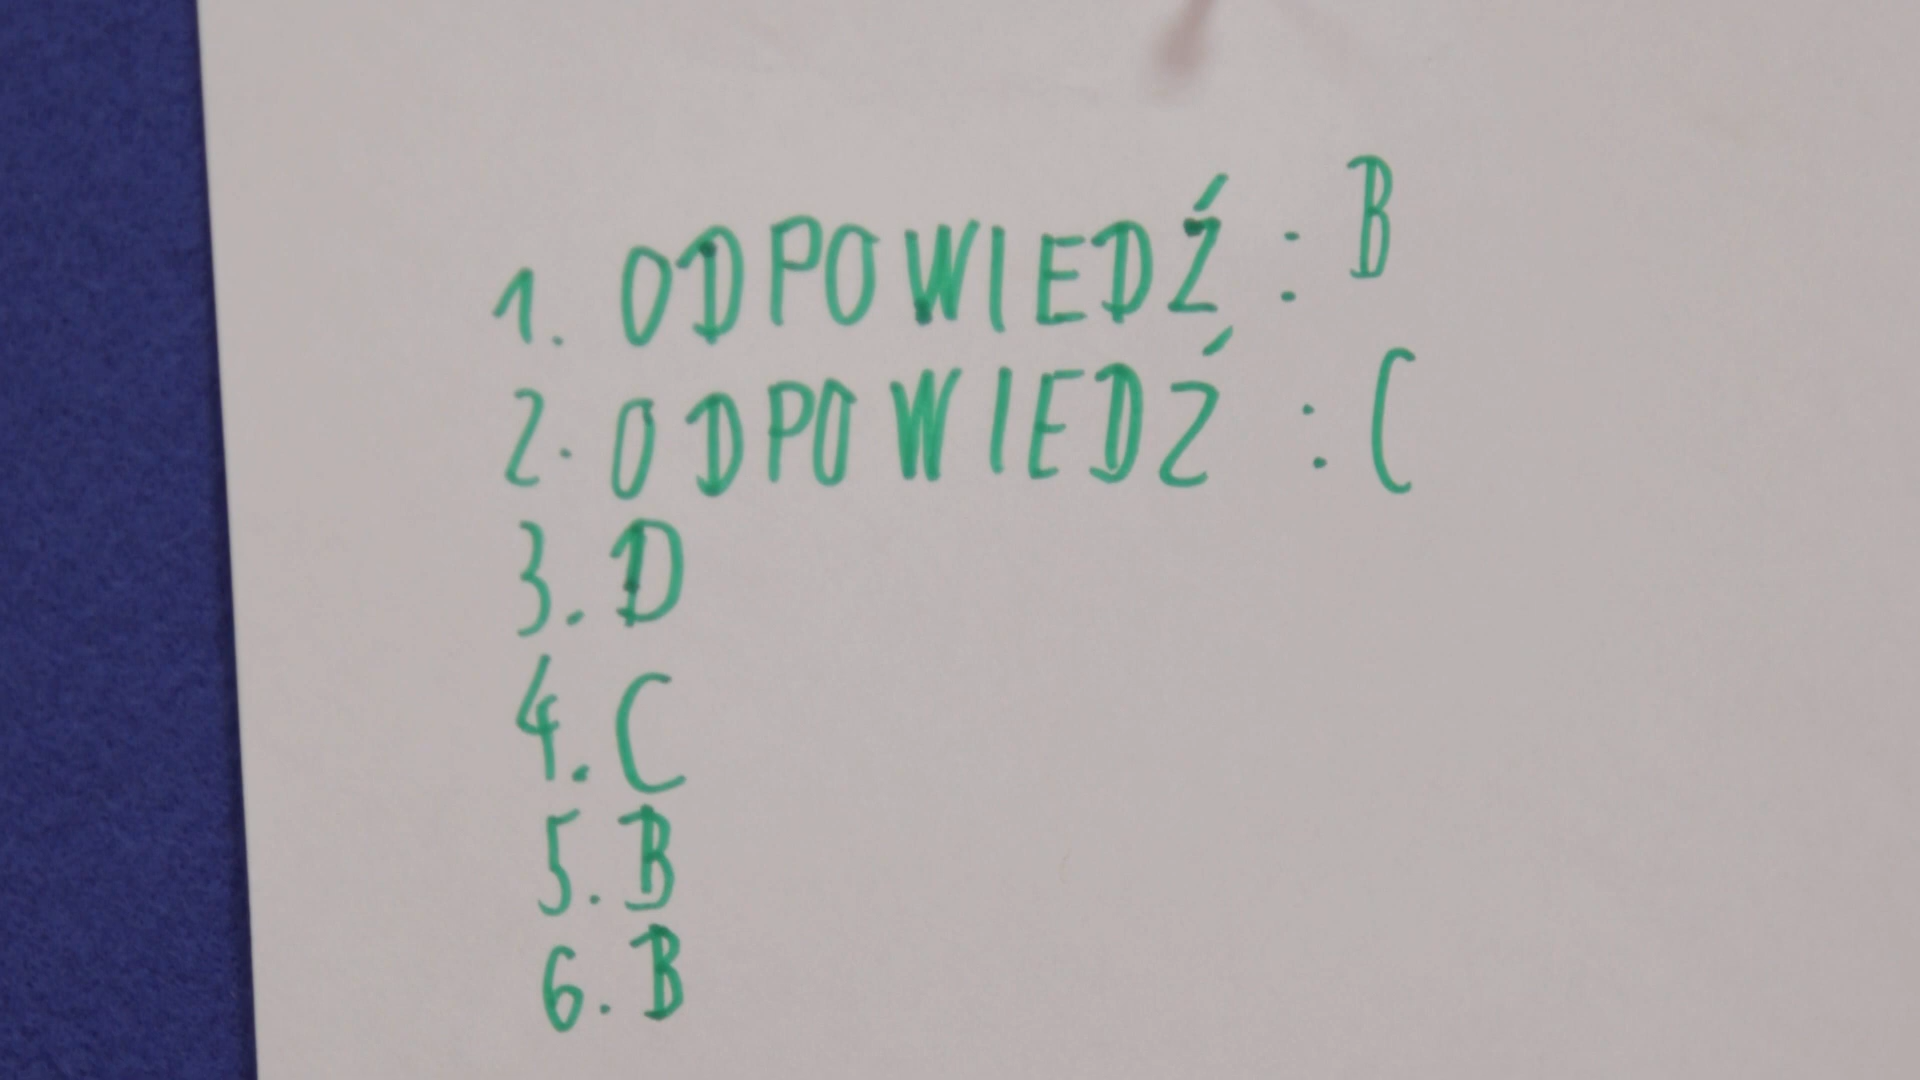 1. ODPOWIEDŹ : B
2. ODPOWIEDŹ : C
3. D
4. C
5. B
6. B